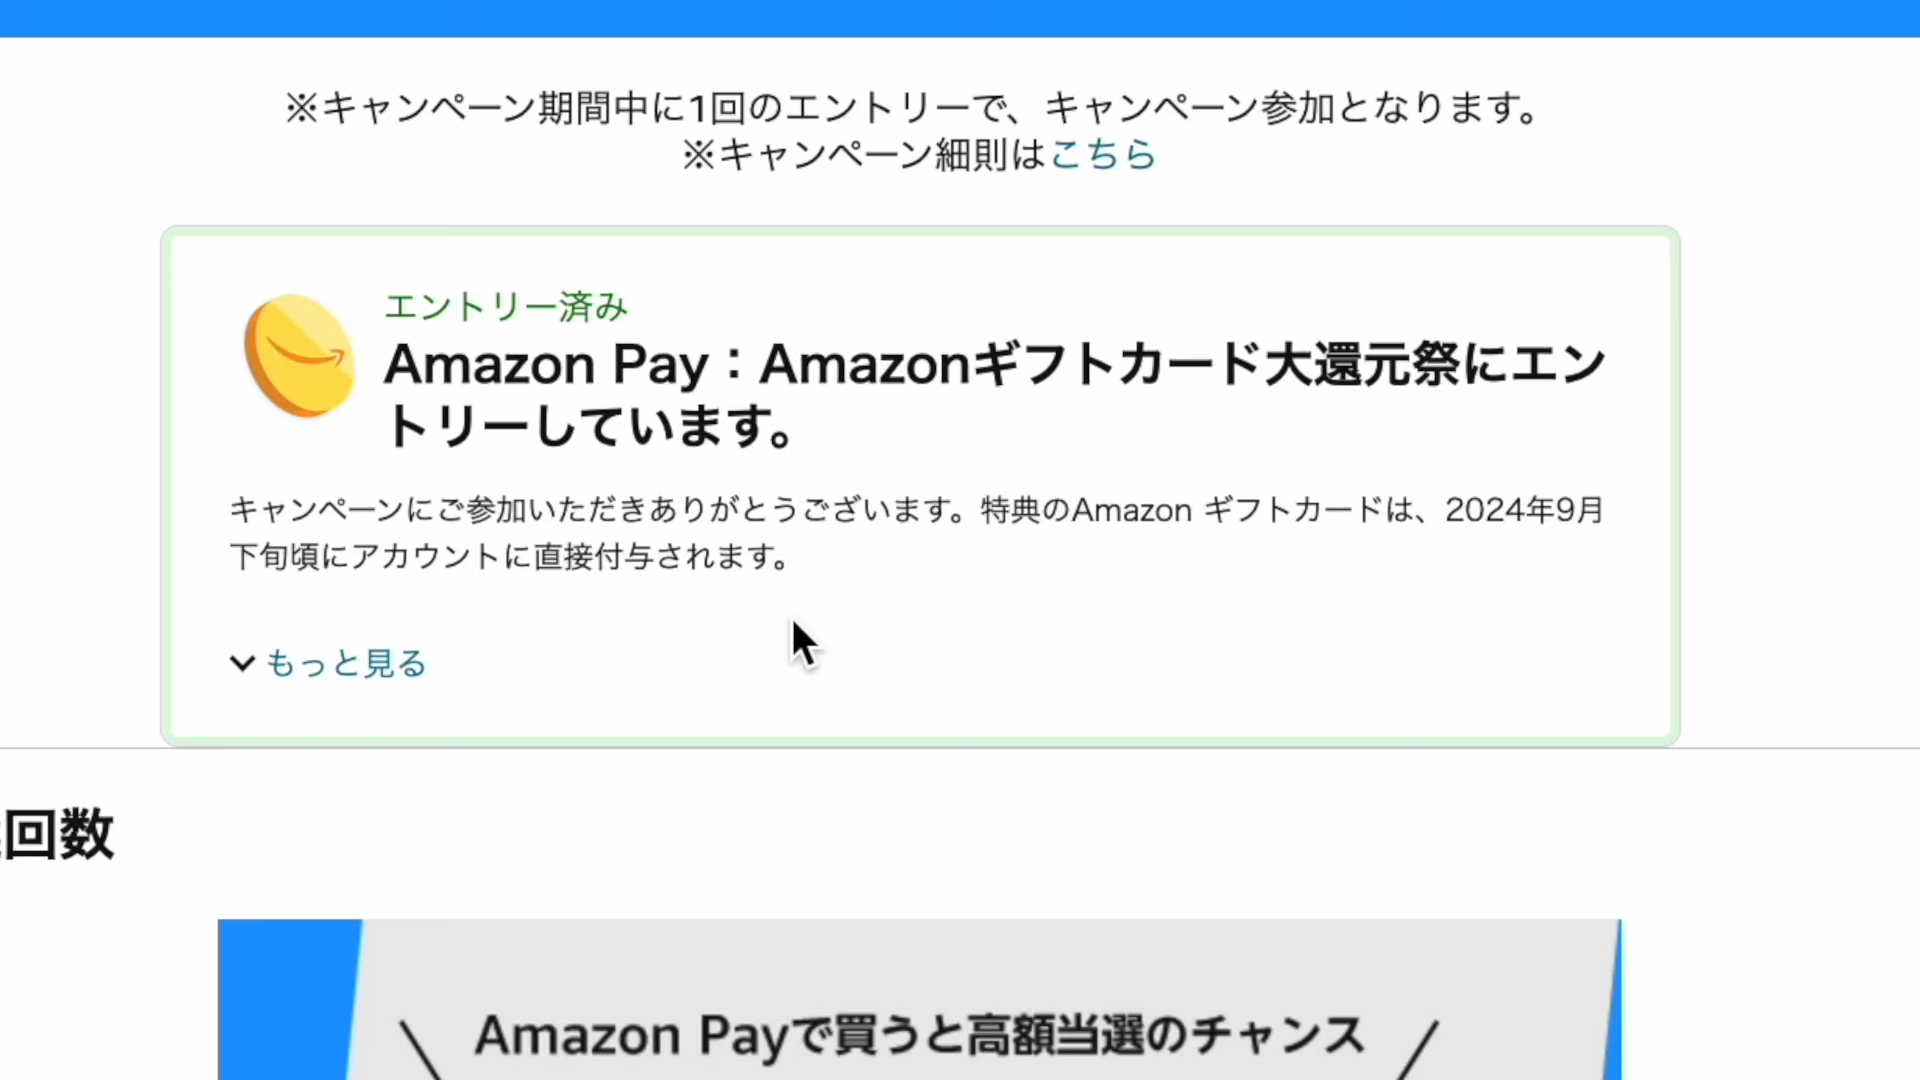 ※キャンペーン期間中に1回のエントリーで、キャンペーン参加となります。
※キャンペーン細則はこちら
エントリー済み
Amazon Pay：Amazonギフトカード大還元祭にエン
トリーしています。
キャンペーンにご参加いただきありがとうございます。特典のAmazon ギフトカードは、2024年9月
下旬頃にアカウントに直接付与されます。
もっと見る
回数
Amazon Payで買うと高額当選のチャンス